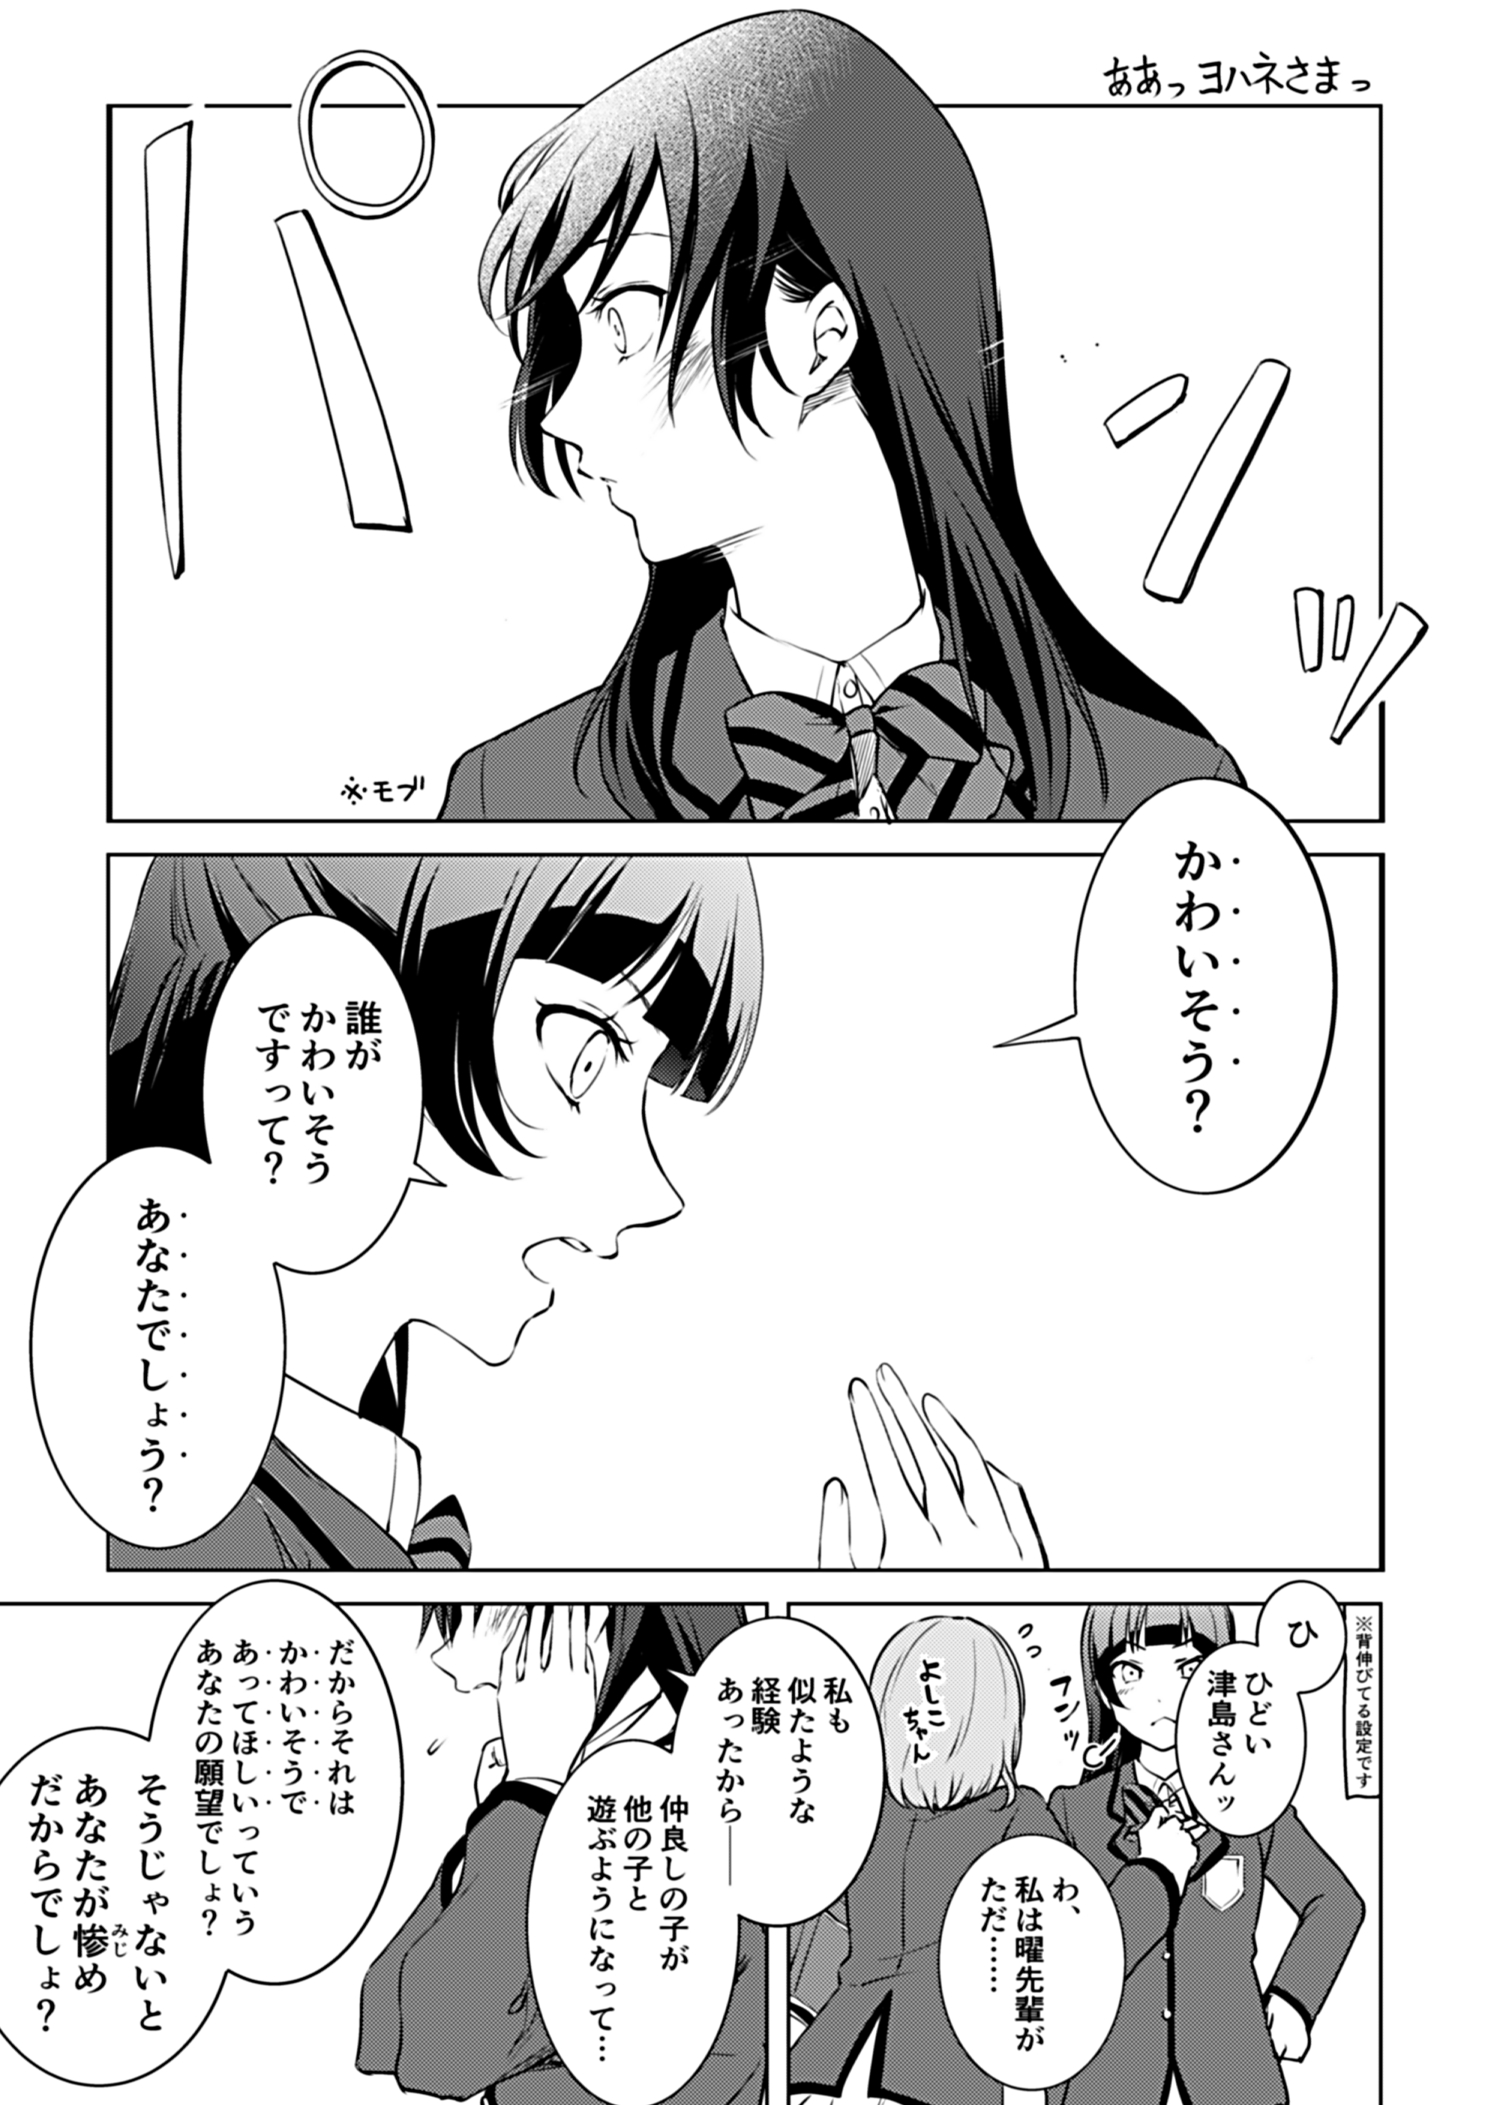 ああっ ヨハネさまっ
バシッ
※モブ
かわいそう？
誰が
かわいそう
ですって？
あなたでしょう？
※背伸びてる設定です
ひ
ひどい
津島さんッ
フンッ
よしこ
ちゃん
わ、
私は曜先輩が
ただ……
私も
似たような
経験
あったから──
仲良しの子が
他の子と
遊ぶようになって…
だからそれは
かわいそうで
あってほしいっていう
あなたの願望でしょ？
そうじゃないと
あなたが惨め
みじ
だからでしょ？